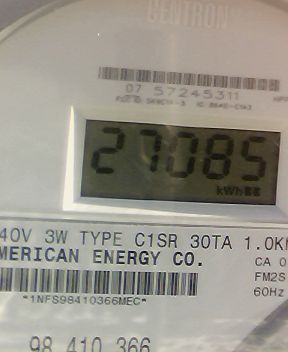 CENTRON
07 57245311
27085
kWh
40V 3W TYPE C1SR 30TA 1.0K
MERICAN ENERGY CO.
CA 0
FM2S
60Hz
*1NFS98410366MEC*
98 410 366